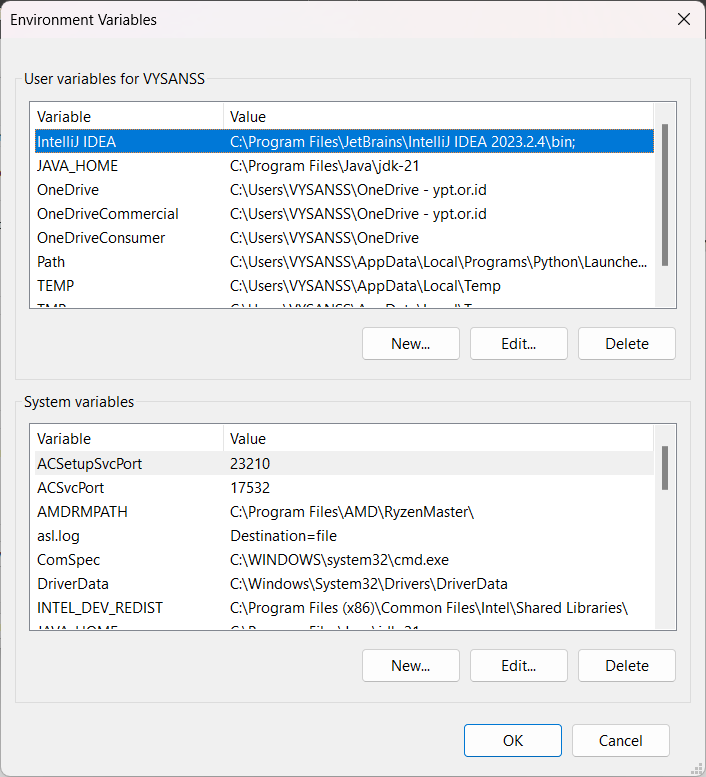 Environment Variables
User variables for VYSANSS
Variable Value
IntelliJ IDEA C:\Program Files\JetBrains\IntelliJ IDEA 2023.2.4\bin;
JAVA_HOME C:\Program Files\Java\jdk-21
OneDrive C:\Users\VYSANSS\OneDrive - ypt.or.id
OneDriveCommercial C:\Users\VYSANSS\OneDrive - ypt.or.id
OneDriveConsumer C:\Users\VYSANSS\OneDrive
Path C:\Users\VYSANSS\AppData\Local\Programs\Python\Launche...
TEMP C:\Users\VYSANSS\AppData\Local\Temp
New... Edit... Delete
System variables
Variable Value
ACSetupSvcPort 23210
ACSvcPort 17532
AMDRMPATH C:\Program Files\AMD\RyzenMaster\
asl.log Destination=file
ComSpec C:\WINDOWS\system32\cmd.exe
DriverData C:\Windows\System32\Drivers\DriverData
INTEL_DEV_REDIST C:\Program Files (x86)\Common Files\Intel\Shared Libraries\
New... Edit... Delete
OK Cancel